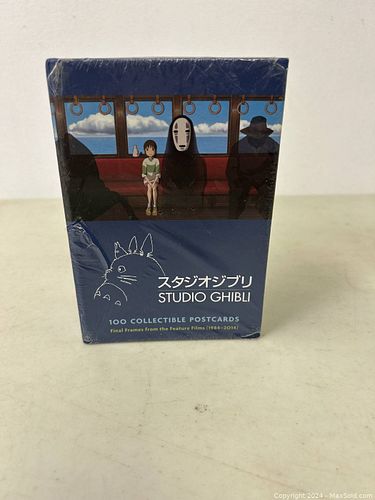 スタジオジブリ
STUDIO GHIBLI
100 COLLECTIBLE POSTCARDS
Final Frames from the Feature Films (1984–2014)
Copyright 2024 - MaxSold.com